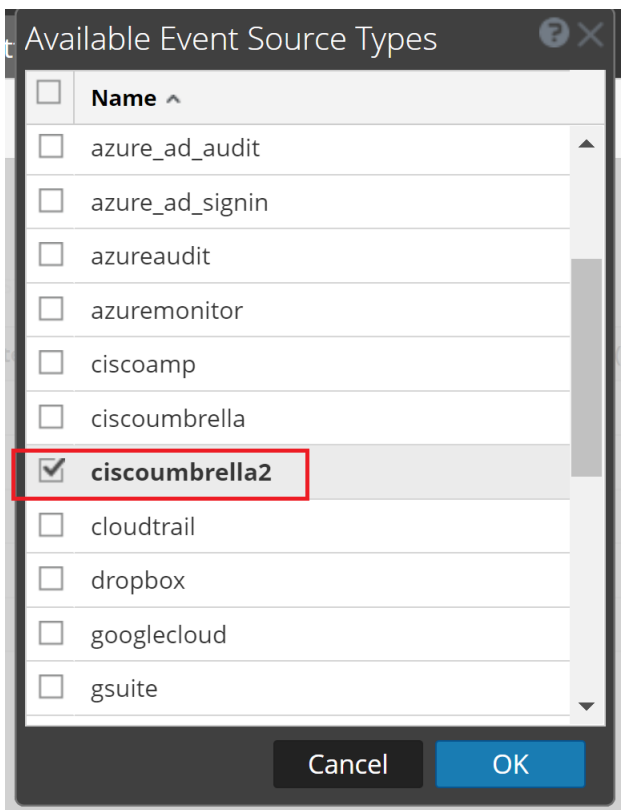 Available Event Source Types
Name
azure_ad_audit
azure_ad_signin
azureaudit
azuremonitor
ciscoamp
ciscoumbrella
ciscoumbrella2
cloudtrail
dropbox
googlecloud
gsuite
Cancel OK